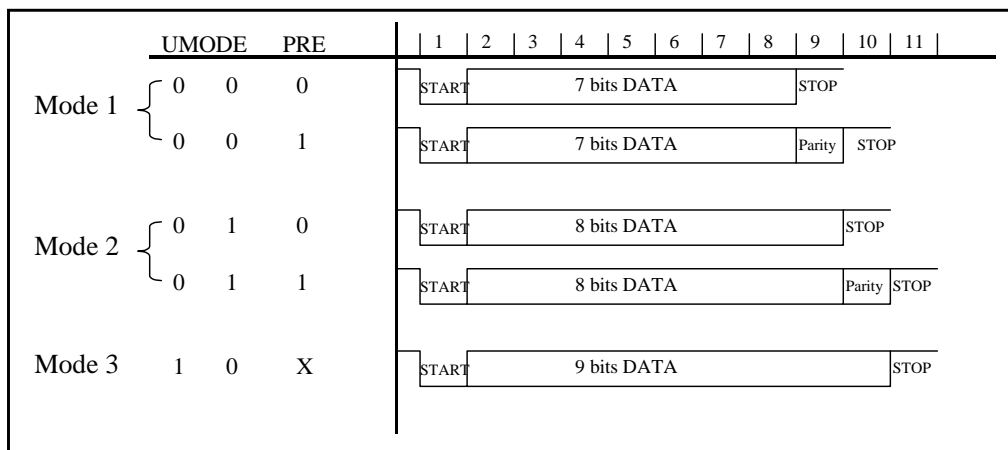 UMODE PRE 1 2 3 4 5 6 7 8 9 10 11
Mode 1
0 0 0 START 7 bits DATA STOP
0 0 1 START 7 bits DATA Parity STOP
Mode 2
0 1 0 START 8 bits DATA STOP
0 1 1 START 8 bits DATA Parity STOP
Mode 3 1 0 X START 9 bits DATA STOP